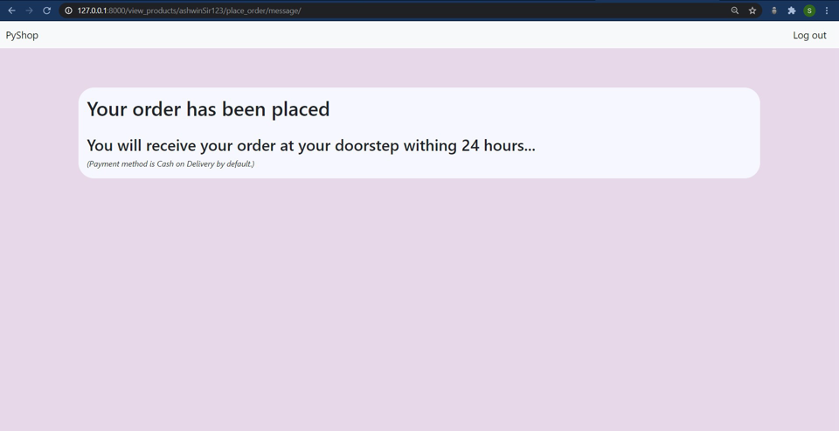 127.0.0.1:8000/view_products/ashwinSir123/place_order/message/
S
PyShop
Log out
Your order has been placed
You will receive your order at your doorstep withing 24 hours...
(Payment method is Cash on Delivery by default.)